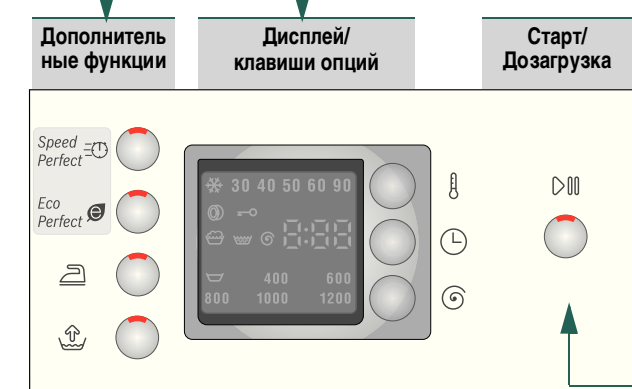 Дополнитель
ные функции
Дисплей/
клавиши опций
Старт/
Дозагрузка
Speed
Perfect
Eco
Perfect
30 40 50 60 90
8:88
400 600
800 1000 1200